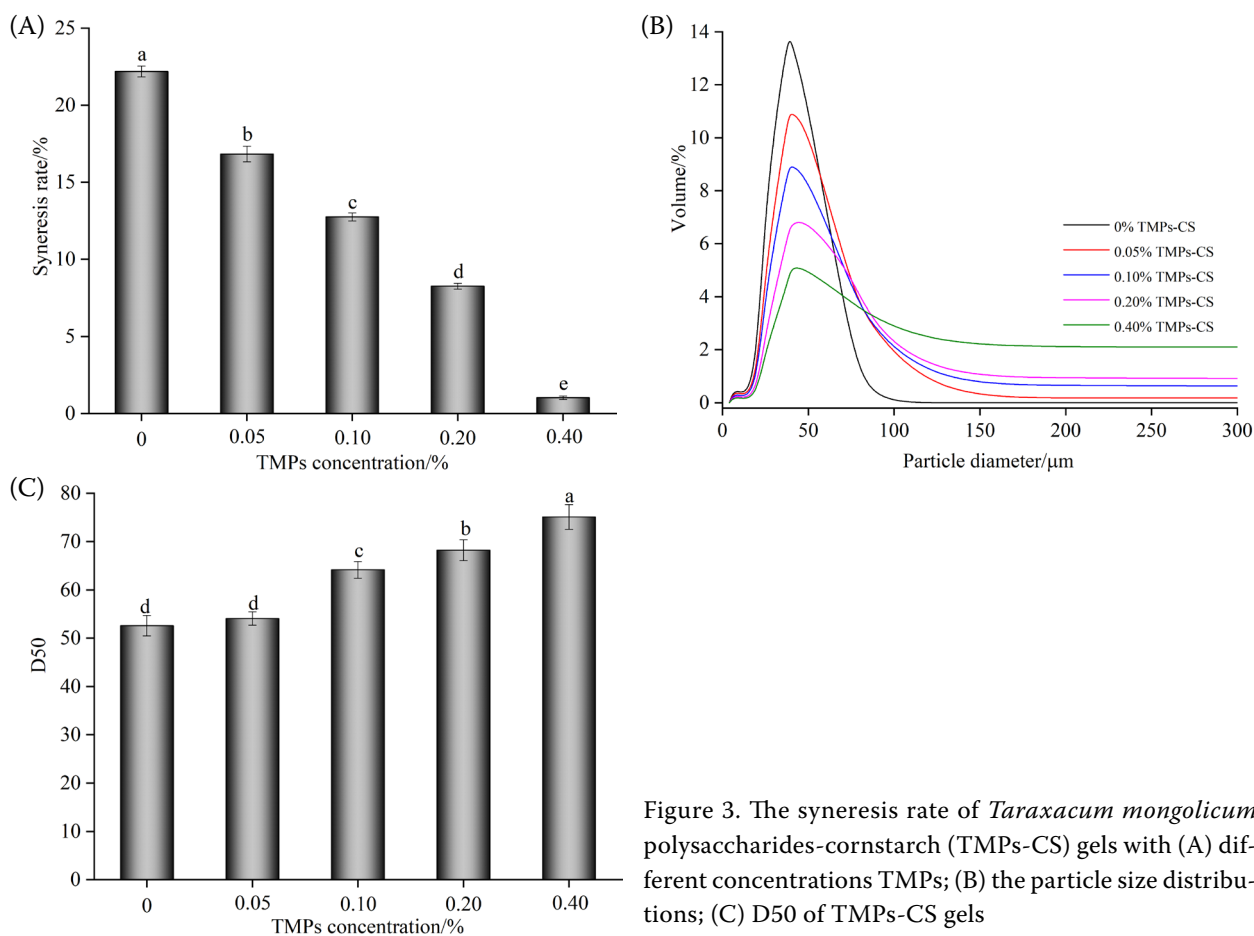 (A)
25
20
15
10
5
0
Syneresis rate/%
a
b
c
d
e
0
0.05
0.10
0.20
0.40
TMPs concentration/%
(B)
14
12
10
8
6
4
2
0
Volume/%
0% TMPs-CS
0.05% TMPs-CS
0.10% TMPs-CS
0.20% TMPs-CS
0.40% TMPs-CS
0
50
100
150
200
250
300
Particle diameter/μm
(C)
80
70
60
50
40
30
20
10
0
D50
d
d
c
b
a
0
0.05
0.10
0.20
0.40
TMPs concentration/%
Figure 3. The syneresis rate of Taraxacum mongolicum
polysaccharides-cornstarch (TMPs-CS) gels with (A) dif-
ferent concentrations TMPs; (B) the particle size distribu-
tions; (C) D50 of TMPs-CS gels